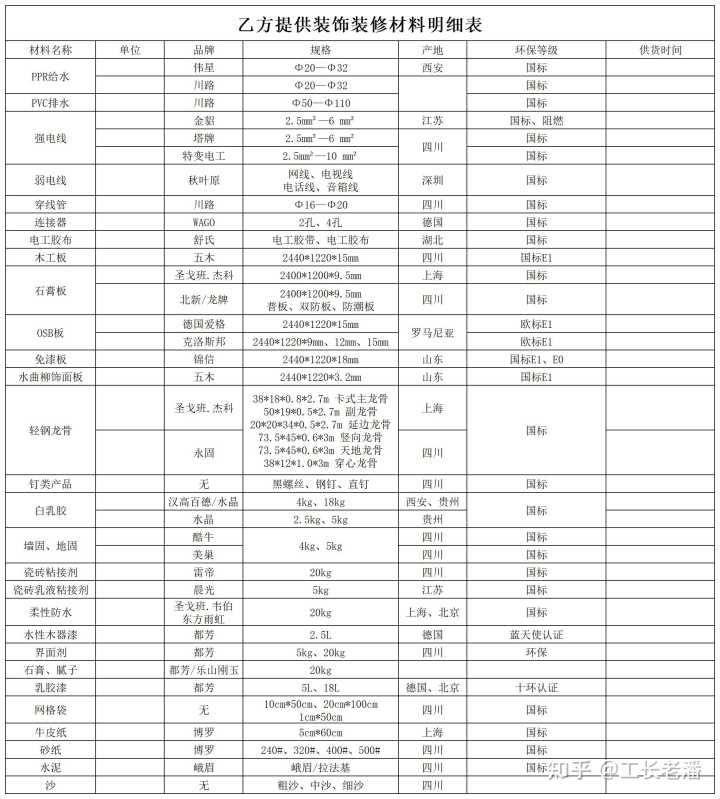 乙方提供装饰装修材料明细表
材料名称 单位 品牌 规格 产地 环保等级 供货时间
PPR给水 伟星 Φ20—Φ32 西安 国标
川路 Φ20—Φ32 国标
PVC排水 川路 Φ50—Φ110 国标
强电线 金貂 2.5mm²—6 mm² 江苏 国标、阻燃
塔牌 2.5mm²—6 mm² 四川 国标
特变电工 2.5mm²—10 mm² 国标
弱电线 秋叶原 网线、电视线 深圳 国标
电话线、音箱线
穿线管 川路 Φ16—Φ20 四川 国标
连接器 WAGO 2孔、4孔 德国 国标
电工胶布 舒氏 电工胶带、电工胶布 湖北 国标
木工板 五木 2440*1220*15mm 四川 国标E1
石膏板 圣戈班.杰科 2400*1200*9.5mm 上海 国标
北新/龙牌 2400*1200*9.5mm 四川 国标
普板、双防板、防潮板
OSB板 德国爱格 2440*1220*15mm 罗马尼亚 欧标E1
克洛斯邦 2440*1220*9mm、12mm、15mm 欧标E1
免漆板 锦信 2440*1220*18mm 山东 国标E1、E0
水曲柳饰面板 五木 2440*1220*3.2mm 山东 国标E1
轻钢龙骨 圣戈班.杰科 38*18*0.8*2.7m 卡式主龙骨 上海 国标
50*19*0.5*2.7m 副龙骨
20*20*34*0.5*2.7m 延边龙骨
永固 73.5*45*0.6*3m 竖向龙骨 四川
73.5*45*0.6*3m 天地龙骨
38*12*1.0*3m 穿心龙骨
钉类产品 无 黑螺丝、钢钉、直钉 四川 国标
白乳胶 汉高百德/水晶 4kg、18kg 西安、贵州 国标
水晶 2.5kg、5kg 贵州
墙固、地固 酷牛 4kg、5kg 四川 国标
美巢 四川 国标
瓷砖粘接剂 雷帝 20kg 四川 国标
瓷砖乳液粘接剂 晨光 5kg 江苏 国标
柔性防水 圣戈班.韦伯 20kg 上海、北京 国标
东方雨虹
水性木器漆 都芳 2.5L 德国 蓝天使认证
界面剂 都芳 5kg、20kg 四川 环保
石膏、腻子 都芳/乐山刚玉 20kg
乳胶漆 都芳 5L、18L 德国、北京 十环认证
网格袋 无 10cm*50cm、20cm*100cm 四川 国标
1cm*50cm
牛皮纸 博罗 5cm*60cm 上海 国标
砂纸 博罗 240#、320#、400#、500# 四川 国标
水泥 峨眉 峨眉/拉法基 四川 国标
沙 无 粗沙、中沙、细沙 四川
知乎 @工长老潘